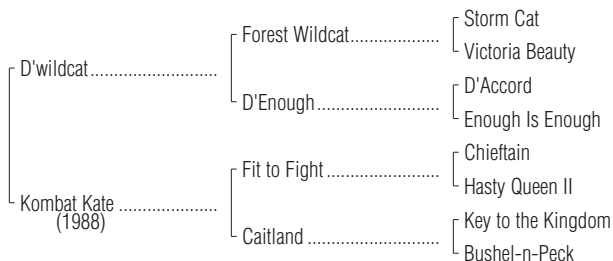 Storm Cat
Forest Wildcat....................
Victoria Beauty
D'wildcat.............................
D'Accord
D'Enough............................
Enough Is Enough
Chieftain
Fit to Fight .........................
Hasty Queen II
Kombat Kate ......................
(1988)
Key to the Kingdom
Caitland ..............................
Bushel-n-Peck